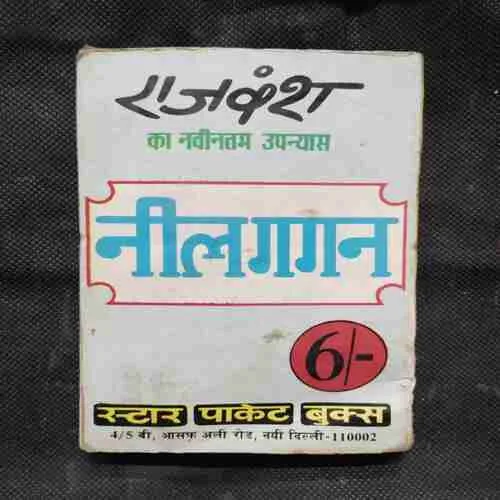 राजवंश
का नवीनतम उपन्यास
नीलगगन
6/-
स्टार पाकेट बुक्स
4/5 बी, आसफ अली रोड, नयी दिल्ली-110002